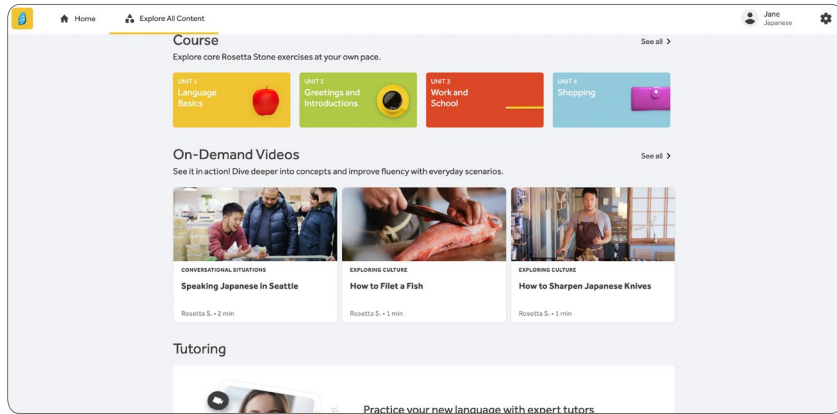 Home
Explore All Content
Jane
Japanese
Course
See all
Explore core Rosetta Stone exercises at your own pace.
UNIT 1
Language
Basics
UNIT 2
Greetings and
Introductions
UNIT 3
Work and
School
UNIT 4
Shopping
On-Demand Videos
See all
See it in action! Dive deeper into concepts and improve fluency with everyday scenarios.
CONVERSATIONAL SITUATIONS
Speaking Japanese in Seattle
Rosetta S. • 2 min
EXPLORING CULTURE
How to Filet a Fish
Rosetta S. • 1 min
EXPLORING CULTURE
How to Sharpen Japanese Knives
Rosetta S. • 1 min
Tutoring
Practice your new language with expert tutors